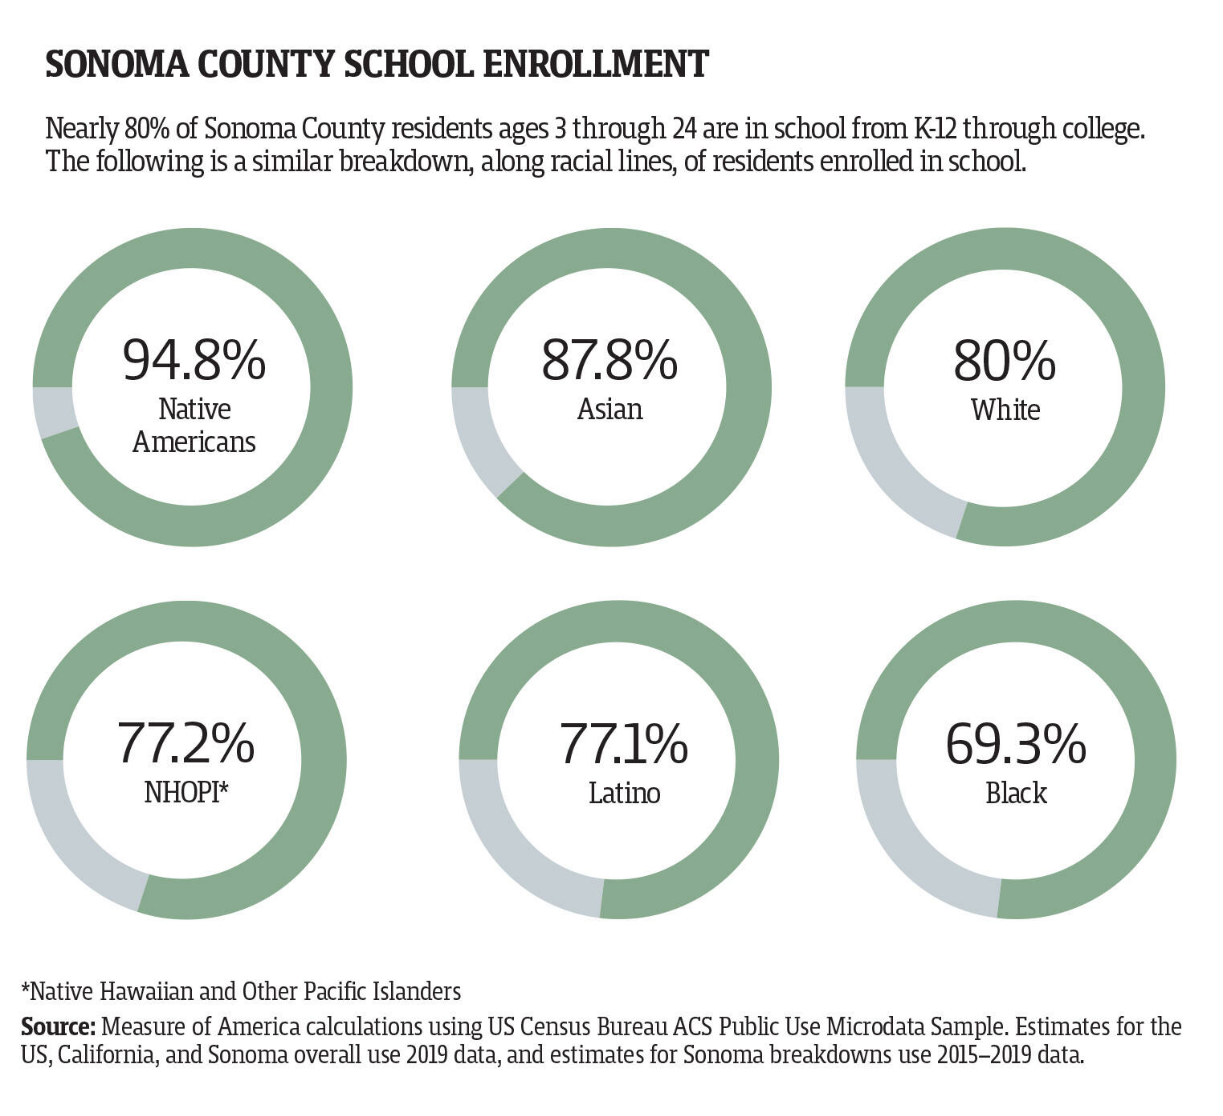 SONOMA COUNTY SCHOOL ENROLLMENT
Nearly 80% of Sonoma County residents ages 3 through 24 are in school from K-12 through college.
The following is a similar breakdown, along racial lines, of residents enrolled in school.
94.8%
Native
Americans
87.8%
Asian
80%
White
77.2%
NHOPI*
77.1%
Latino
69.3%
Black
*Native Hawaiian and Other Pacific Islanders
Source: Measure of America calculations using US Census Bureau ACS Public Use Microdata Sample. Estimates for the
US, California, and Sonoma overall use 2019 data, and estimates for Sonoma breakdowns use 2015–2019 data.